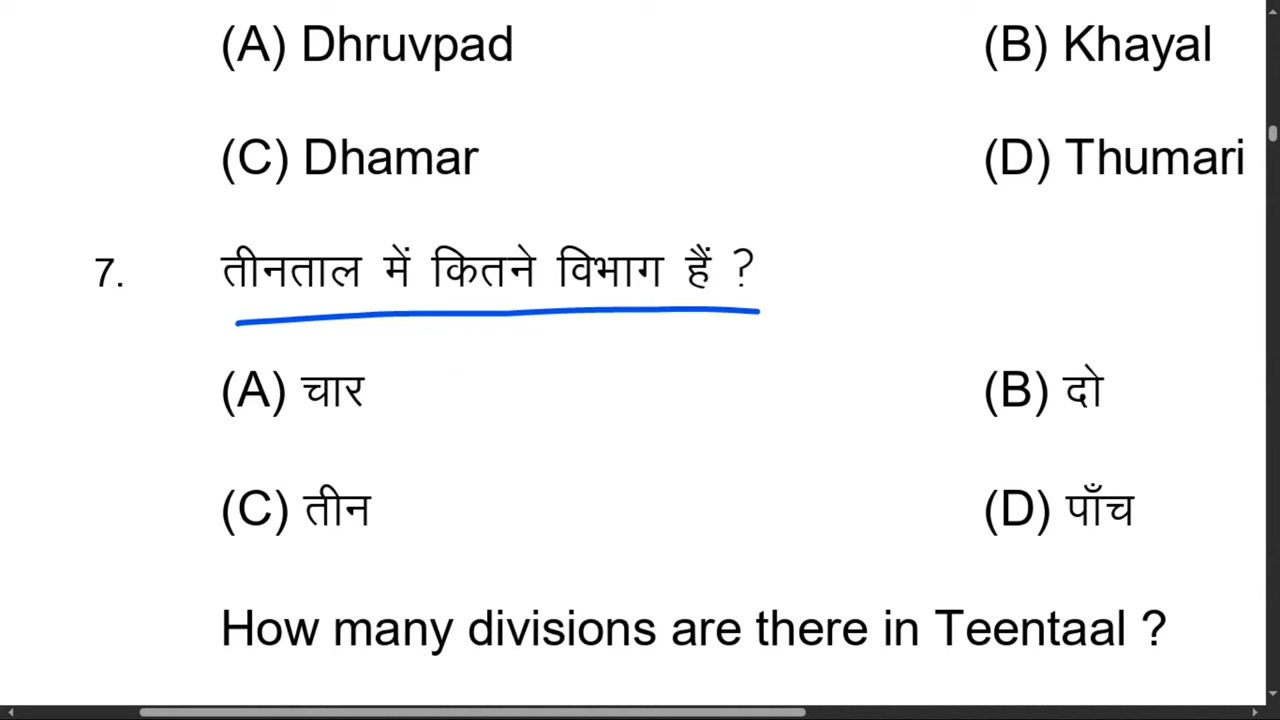 (A) Dhruvpad (B) Khayal
(C) Dhamar (D) Thumari
7. तीनताल में कितने विभाग हैं ?
(A) चार (B) दो
(C) तीन (D) पाँच
How many divisions are there in Teentaal ?